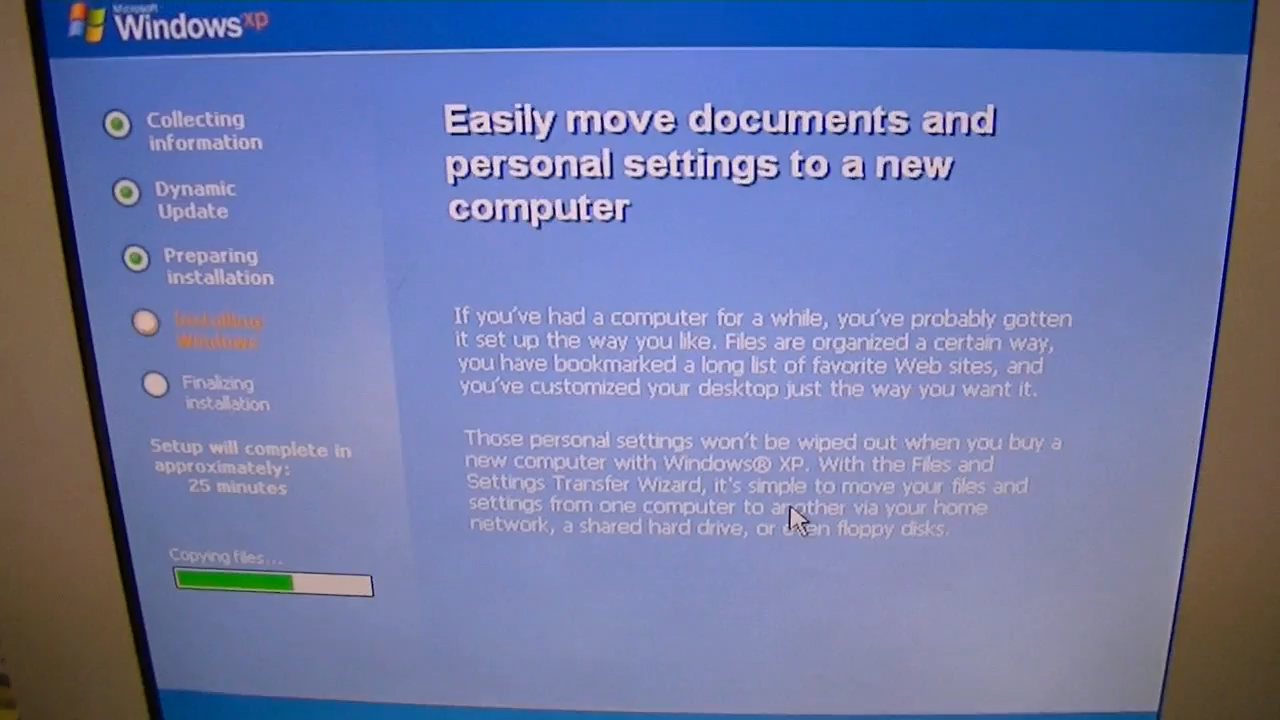 Microsoft
Windows xp
Collecting
information
Dynamic
Update
Preparing
installation
Installing
Windows
Finalizing
installation
Setup will complete in
approximately:
25 minutes
Copying files...
Easily move documents and
personal settings to a new
computer
If you've had a computer for a while, you've probably gotten
it set up the way you like. Files are organized a certain way,
you have bookmarked a long list of favorite Web sites, and
you've customized your desktop just the way you want it.
Those personal settings won't be wiped out when you buy a
new computer with Windows® XP. With the Files and
Settings Transfer Wizard, it's simple to move your files and
settings from one computer to another via your home
network, a shared hard drive, or even floppy disks.